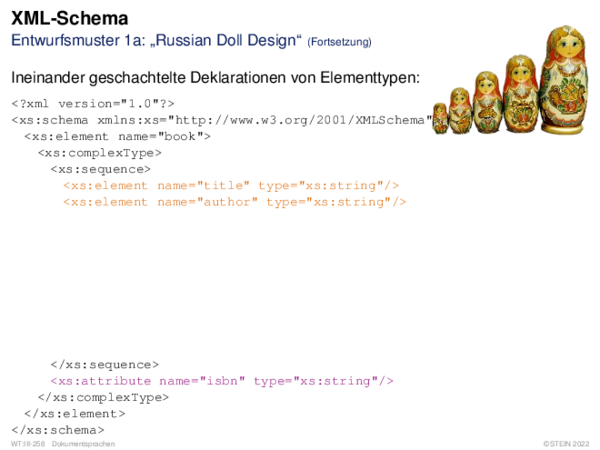 XML-Schema
Entwurfsmuster 1a: „Russian Doll Design“ (Fortsetzung)
Ineinander geschachtelte Deklarationen von Elementtypen:
<?xml version="1.0"?>
<xs:schema xmlns:xs="http://www.w3.org/2001/XMLSchema"
<xs:element name="book">
<xs:complexType>
<xs:sequence>
<xs:element name="title" type="xs:string"/>
<xs:element name="author" type="xs:string"/>
</xs:sequence>
<xs:attribute name="isbn" type="xs:string"/>
</xs:complexType>
</xs:element>
</xs:schema>
WT:III-258 Dokumentsprachen
©STEIN 2022